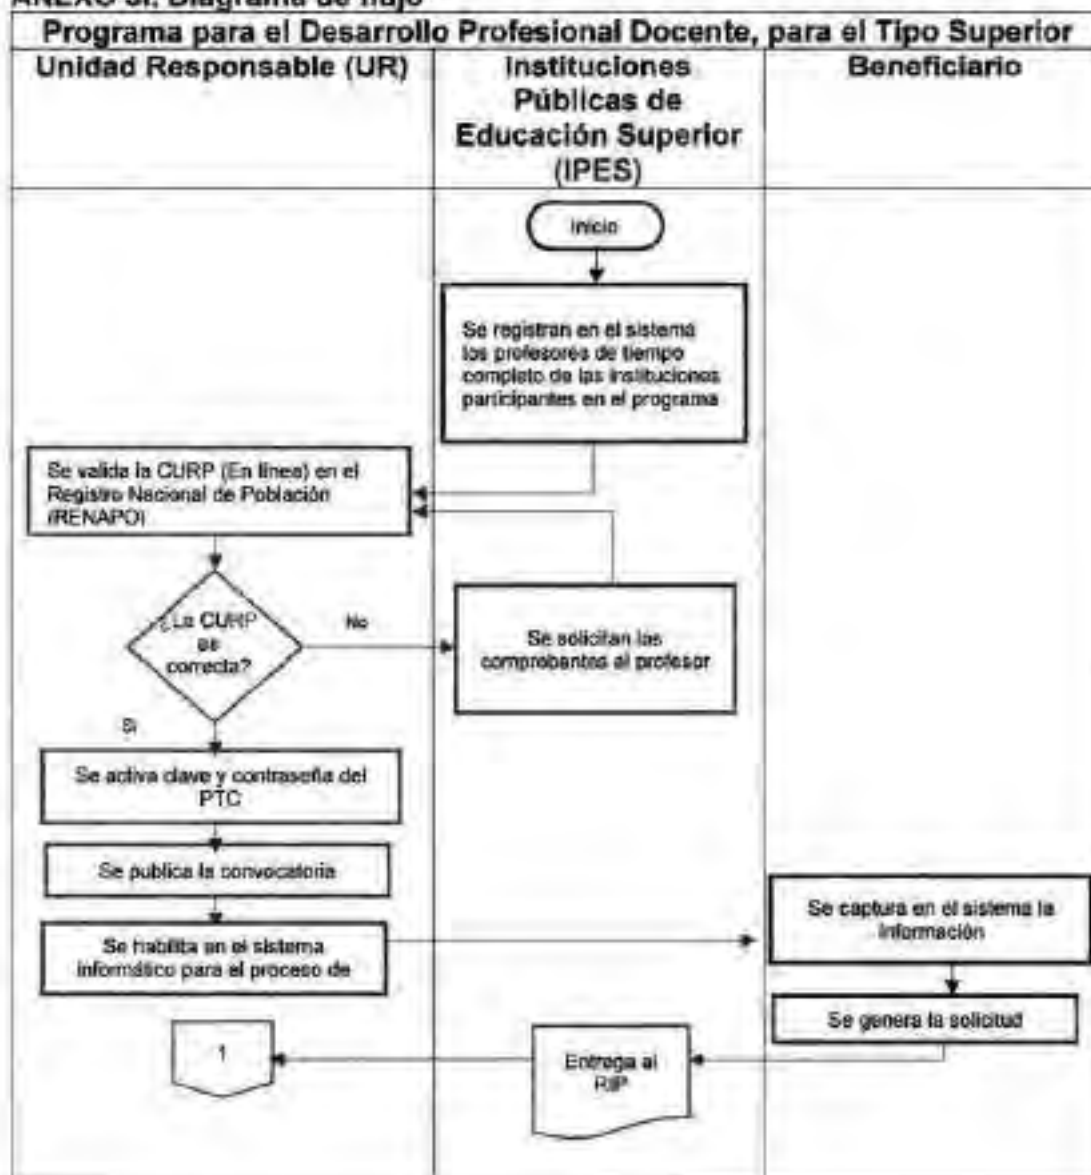 ANEXO 3l. Diagrama de flujo
Programa para el Desarrollo Profesional Docente, para el Tipo Superior
Unidad Responsable (UR)
Instituciones
Públicas de
Educación Superior
(IPES)
Beneficiario
Inicio
Se registran en el sistema
los profesores de tiempo
completo de las instituciones
participantes en el programa
Se valida la CURP (En línea) en el
Registro Nacional de Población
(RENAPO)
¿La CURP
es
correcta?
No
Se solicitan las
comprobantes al profesor
Si
Se activa clave y contraseña del
PTC
Se publica la convocatoria
Se habilita en el sistema
informático para el proceso de
Se captura en el sistema la
información
Se genera la solicitud
Entrega al
RIP
1